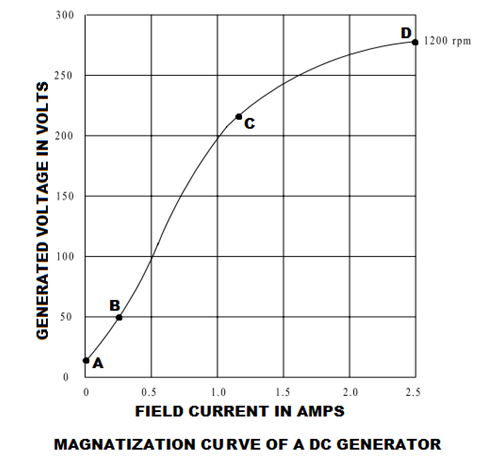 300
250
200
150
100
50
0
GENERATED VOLTAGE IN VOLTS
A
B
C
D
1200 rpm
0 0.5 1.0 1.5 2.0 2.5
FIELD CURRENT IN AMPS
MAGNATIZATION CURVE OF A DC GENERATOR